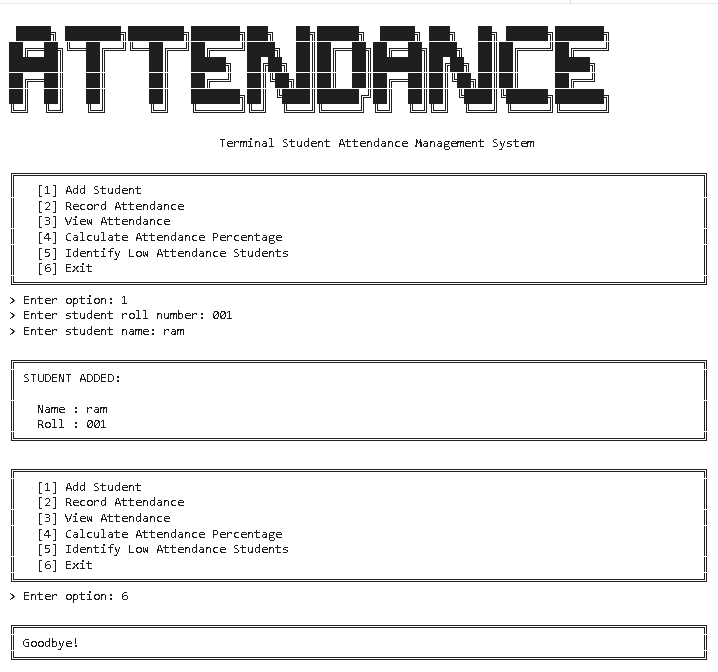 ATTENDANCE
Terminal Student Attendance Management System
[1] Add Student
[2] Record Attendance
[3] View Attendance
[4] Calculate Attendance Percentage
[5] Identify Low Attendance Students
[6] Exit
> Enter option: 1
> Enter student roll number: 001
> Enter student name: ram
STUDENT ADDED:
Name : ram
Roll : 001
[1] Add Student
[2] Record Attendance
[3] View Attendance
[4] Calculate Attendance Percentage
[5] Identify Low Attendance Students
[6] Exit
> Enter option: 6
Goodbye!